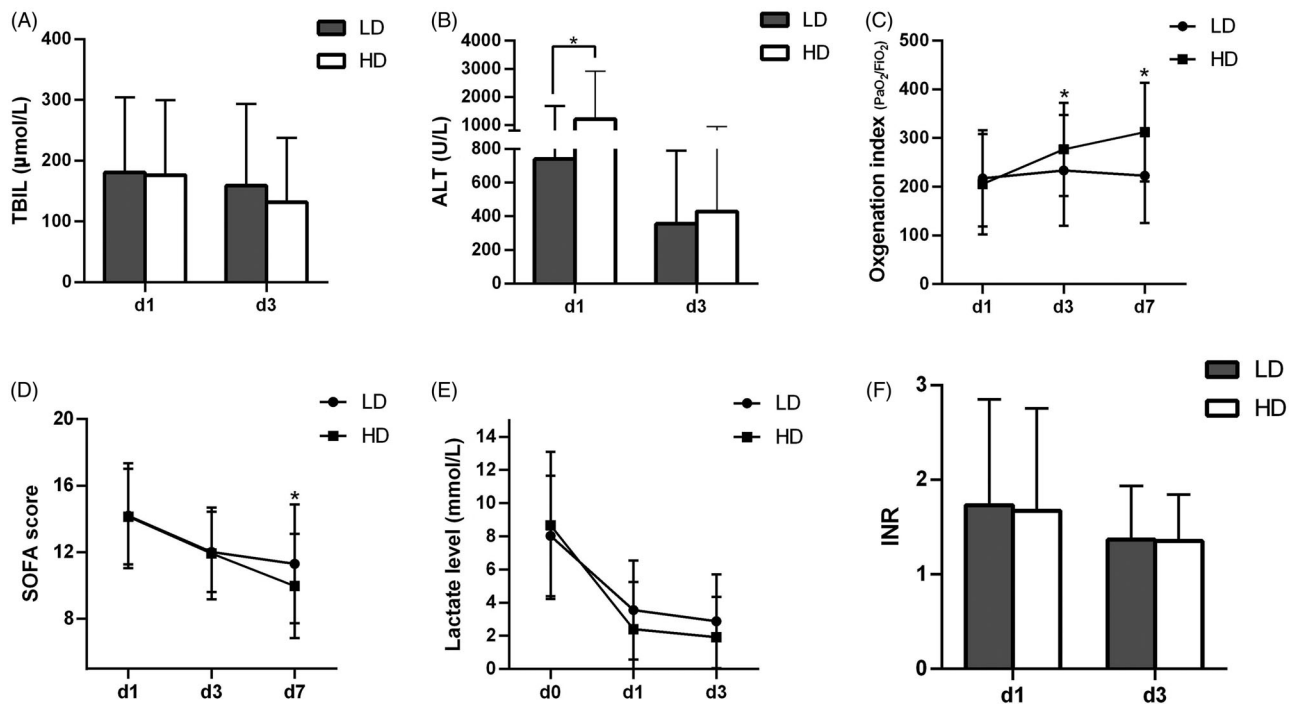 (A)
LD
HD
TBIL (µmol/L)
400
300
200
100
0
d1
d3
(B)
LD
HD
ALT (U/L)
4000
3000
2000
1000
800
600
400
200
0
*
d1
d3
(C)
LD
HD
Oxgenation index (PaO₂/FiO₂)
500
400
300
200
100
0
*
*
d1
d3
d7
(D)
LD
HD
SOFA score
20
16
12
8
*
d1
d3
d7
(E)
LD
HD
Lactate level (mmol/L)
14
12
10
8
6
4
2
0
d0
d1
d3
(F)
LD
HD
INR
3
2
1
0
d1
d3